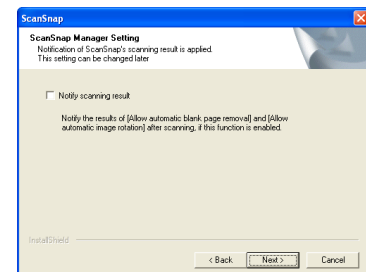 ScanSnap
ScanSnap Manager Setting
Notification of ScanSnap's scanning result is applied.
This setting can be changed later
Notify scanning result
Notify the results of [Allow automatic blank page removal] and [Allow
automatic image rotation] after scanning, if this function is enabled.
InstallShield
< Back Next > Cancel